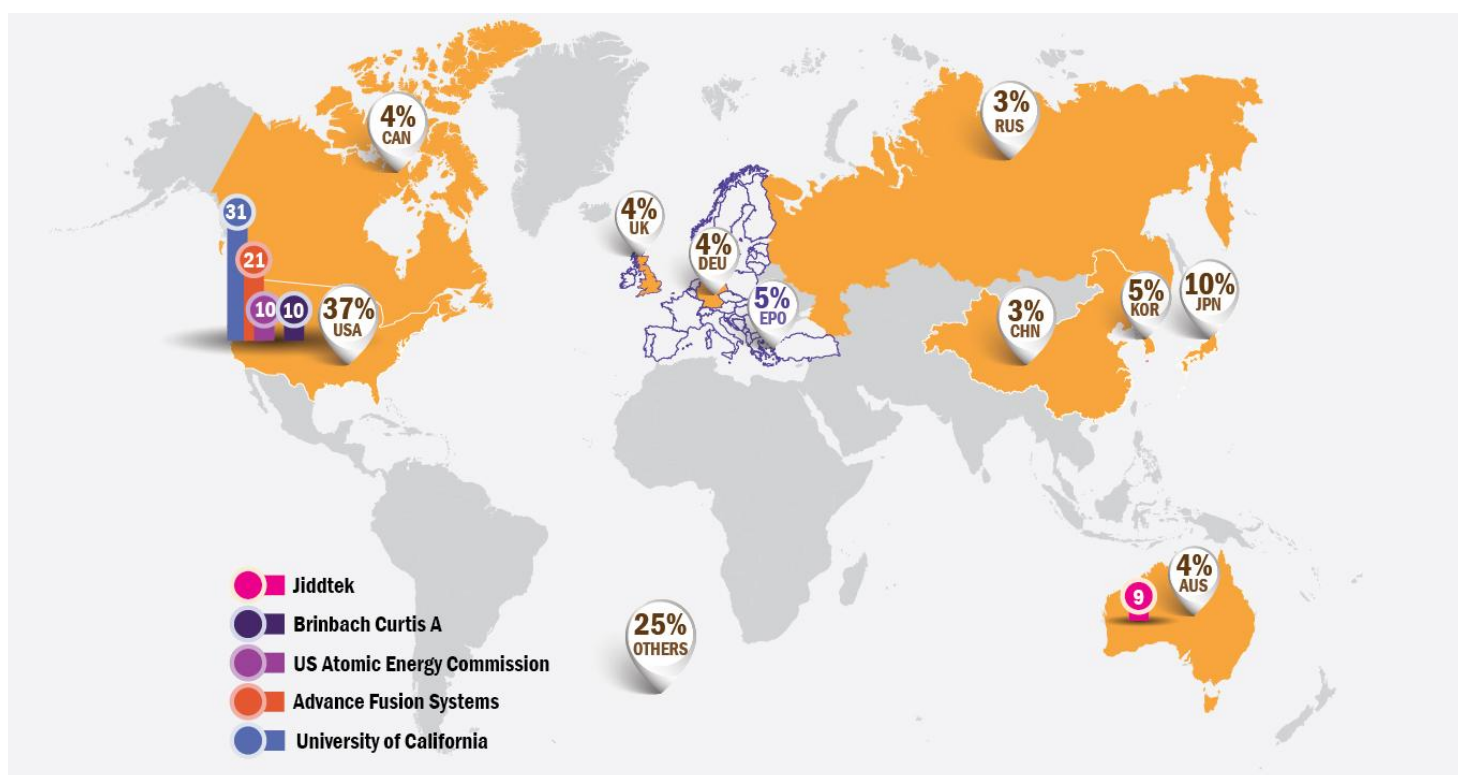 4%
CAN
3%
RUS
31
4%
UK
21
4%
DEU
10
10
37%
USA
5%
EPO
3%
CHN
5%
KOR
10%
JPN
9
4%
AUS
25%
OTHERS
Jiddtek
Brinbach Curtis A
US Atomic Energy Commission
Advance Fusion Systems
University of California